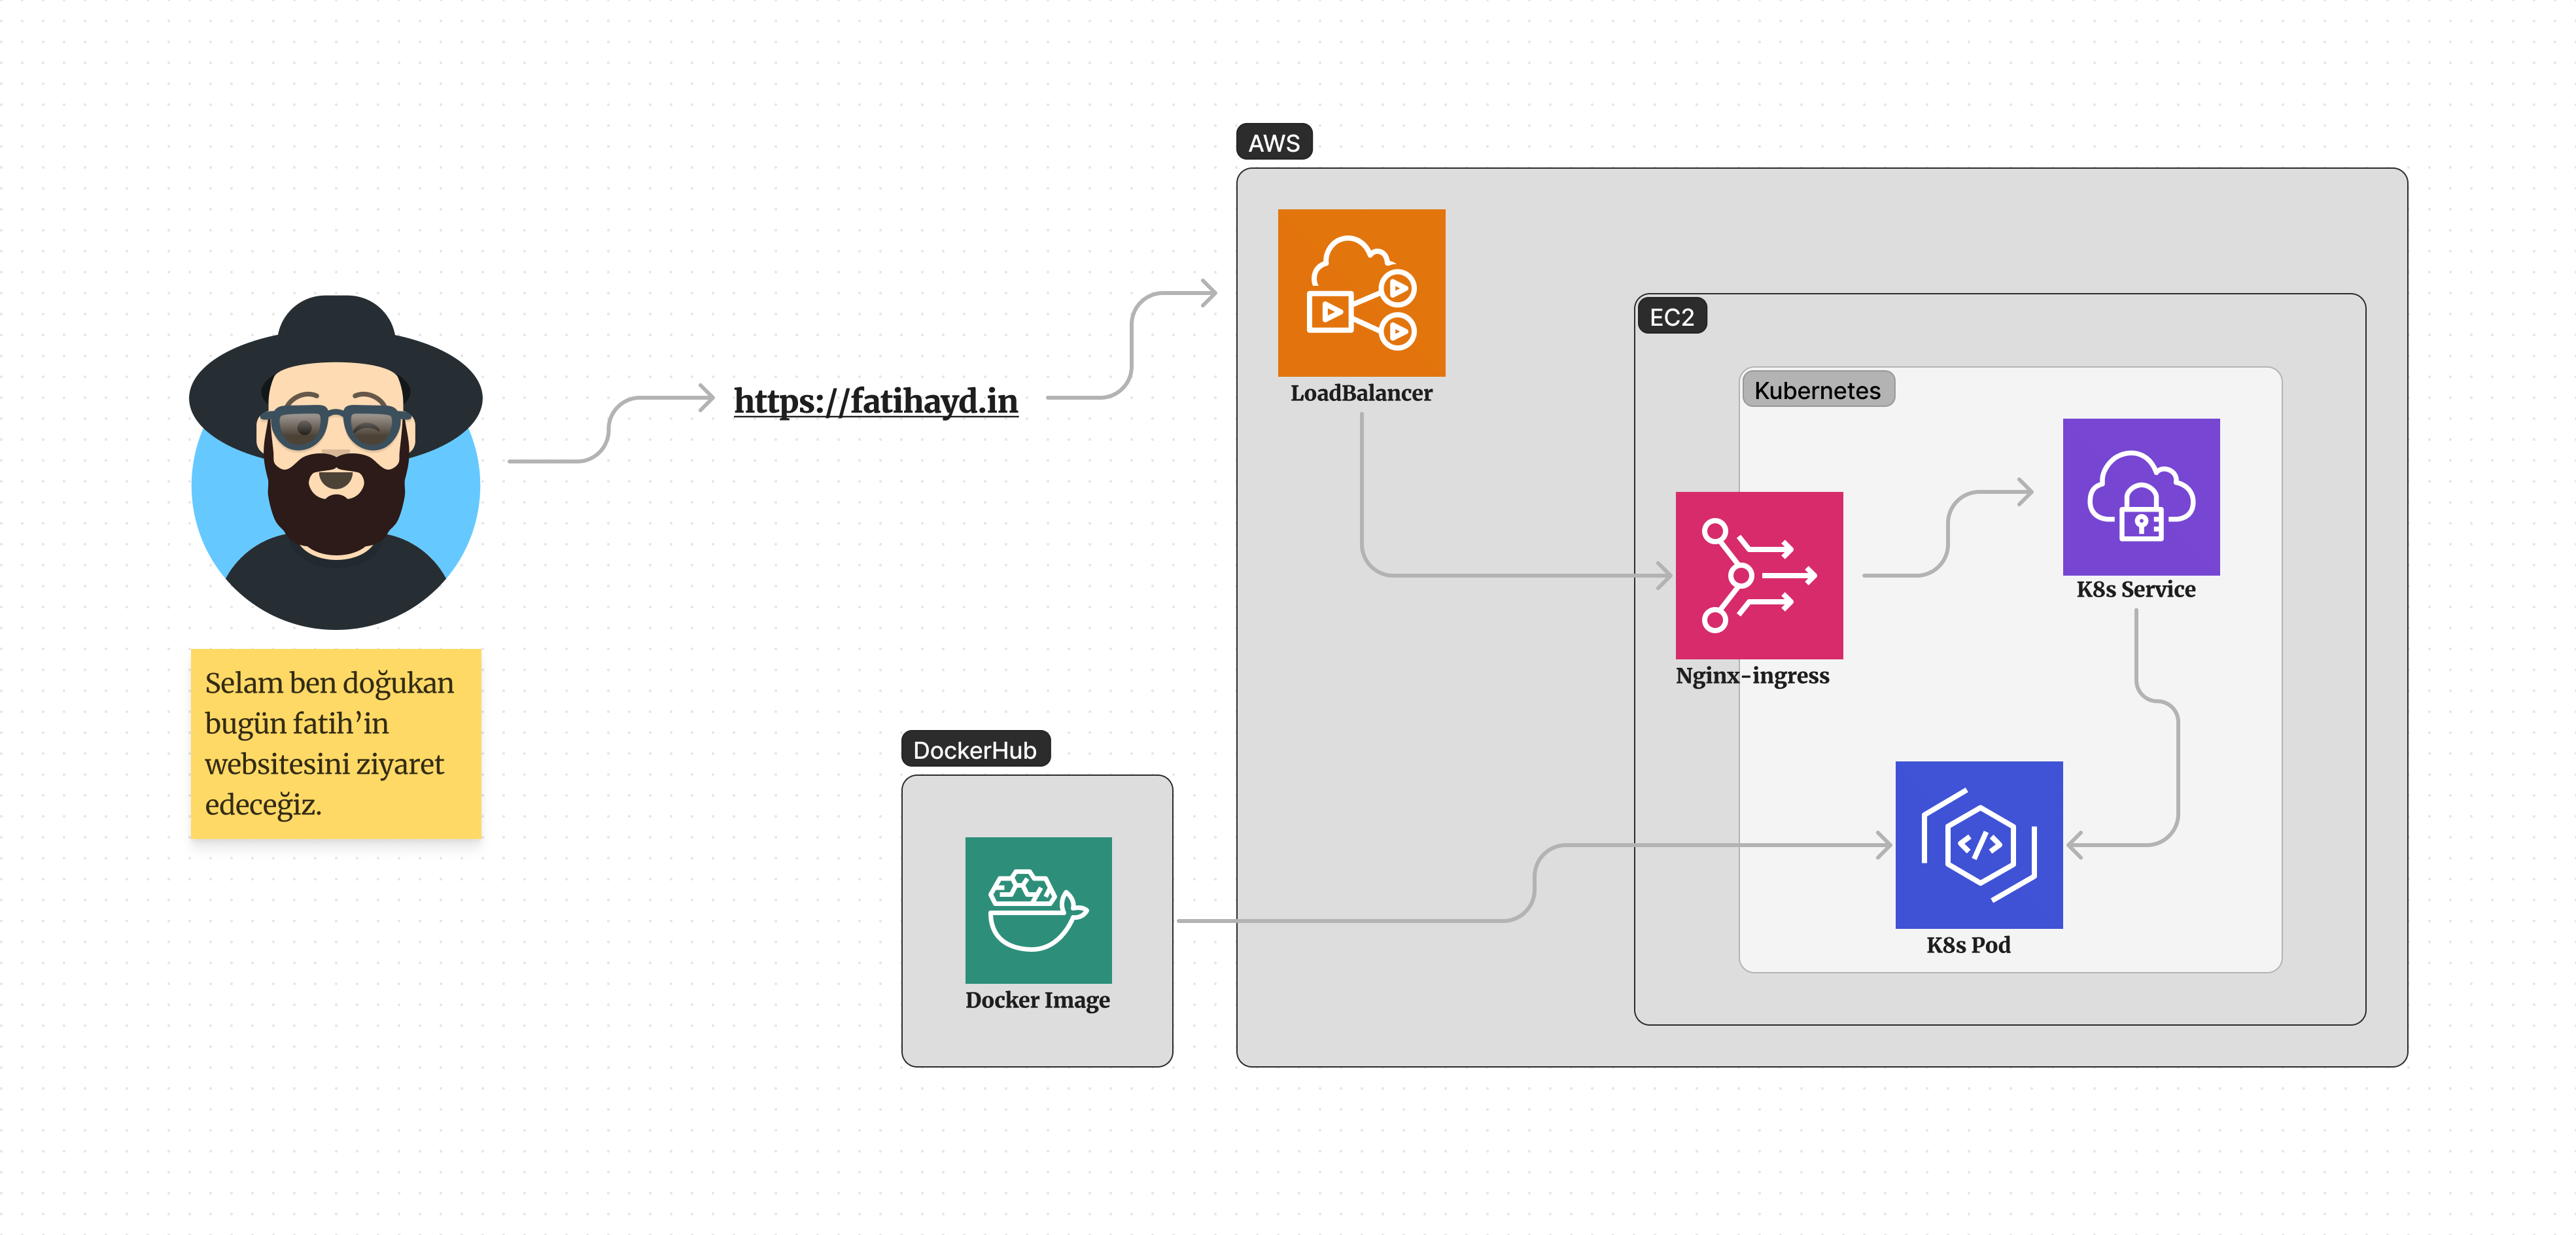 AWS
LoadBalancer
EC2
Kubernetes
https://fatihayd.in
K8s Service
Nginx-ingress
Selam ben doğukan
bugün fatih’in
websitesini ziyaret
edeceğiz.
DockerHub
Docker Image
K8s Pod